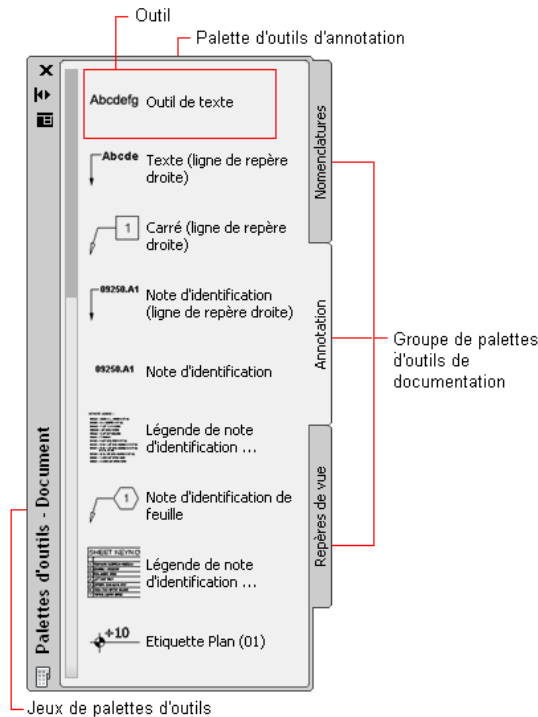 Outil
Palette d'outils d'annotation
Abcdefg Outil de texte
Abcde Texte (ligne de repère
droite)
1 Carré (ligne de repère
droite)
09250.A1 Note d'identification
(ligne de repère droite)
09250.A1 Note d'identification
Légende de note
d'identification ...
1 Note d'identification de
feuille
SHEET KEYNO
Légende de note
d'identification ...
+10 Etiquette Plan (01)
Nomenclatures
Annotation
Repères de vue
Groupe de palettes
d'outils de
documentation
Palettes d'outils - Document
Jeux de palettes d'outils